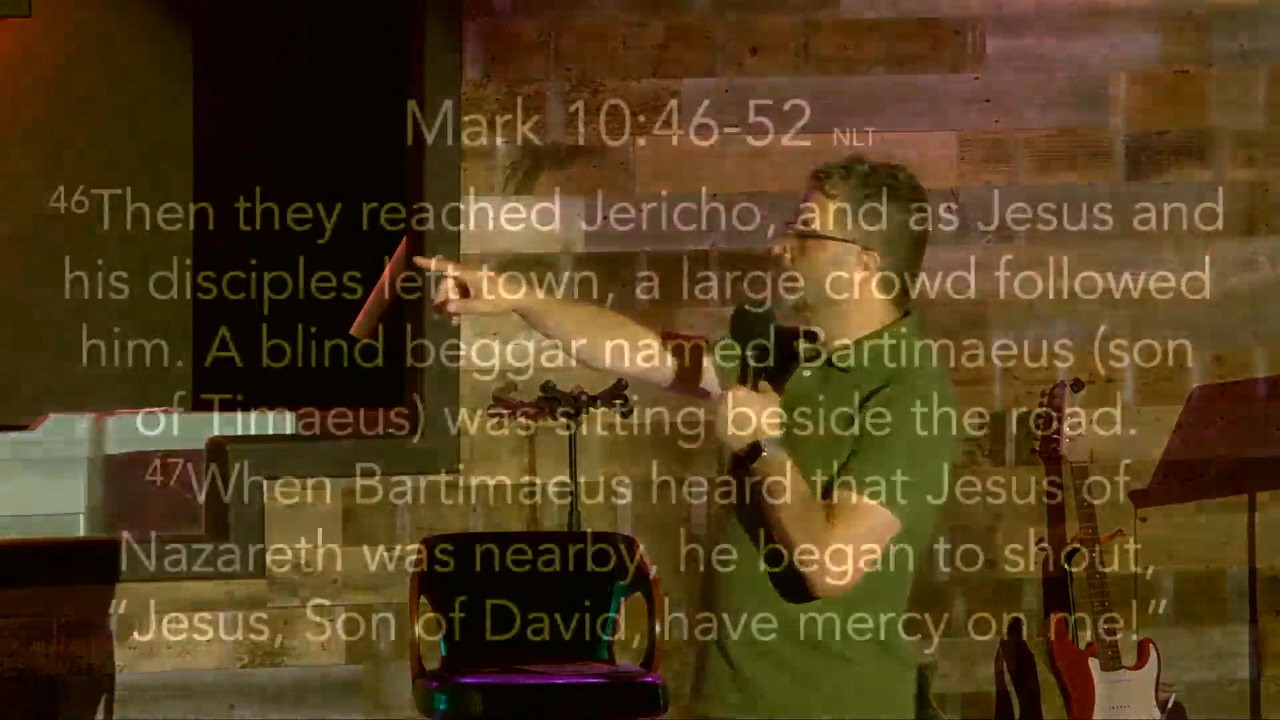 Mark 10:46-52 NLT
46Then they reached Jericho, and as Jesus and
his disciples left town, a large crowd followed
him. A blind beggar named Bartimaeus (son
of Timaeus) was sitting beside the road.
47When Bartimaeus heard that Jesus of
Nazareth was nearby, he began to shout,
“Jesus, Son of David, have mercy on me!”